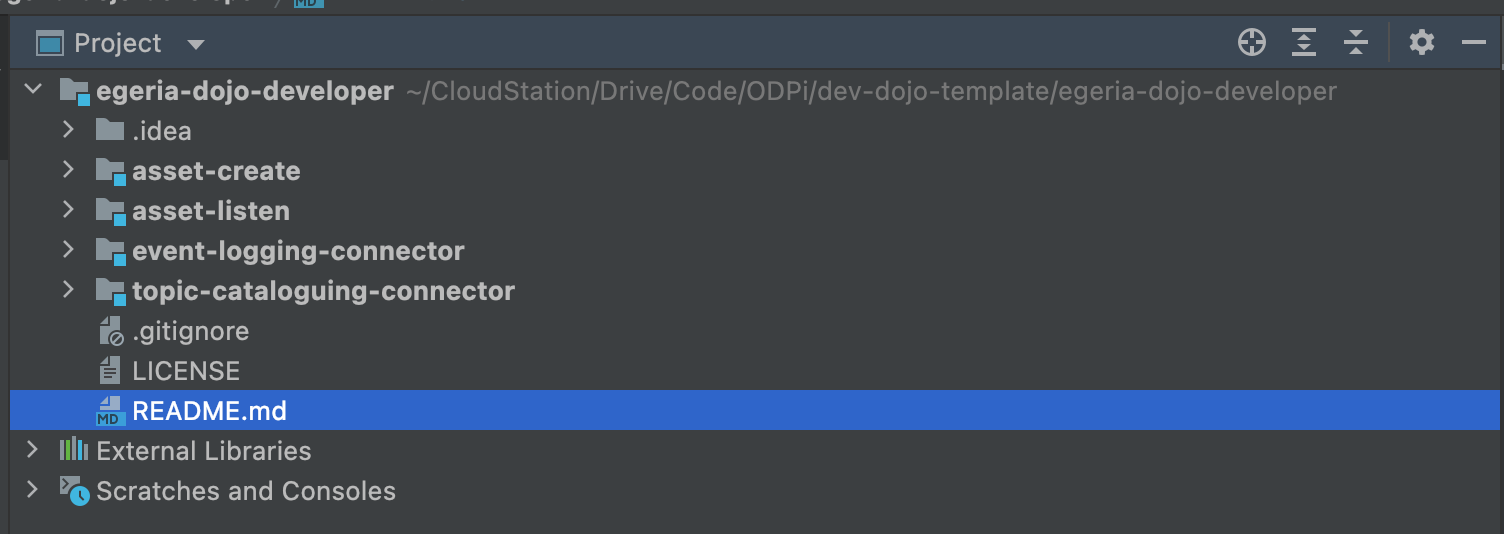 Project
egeria-dojo-developer ~/CloudStation/Drive/Code/ODPi/dev-dojo-template/egeria-dojo-developer
.idea
asset-create
asset-listen
event-logging-connector
topic-cataloguing-connector
.gitignore
LICENSE
MD README.md
External Libraries
Scratches and Consoles